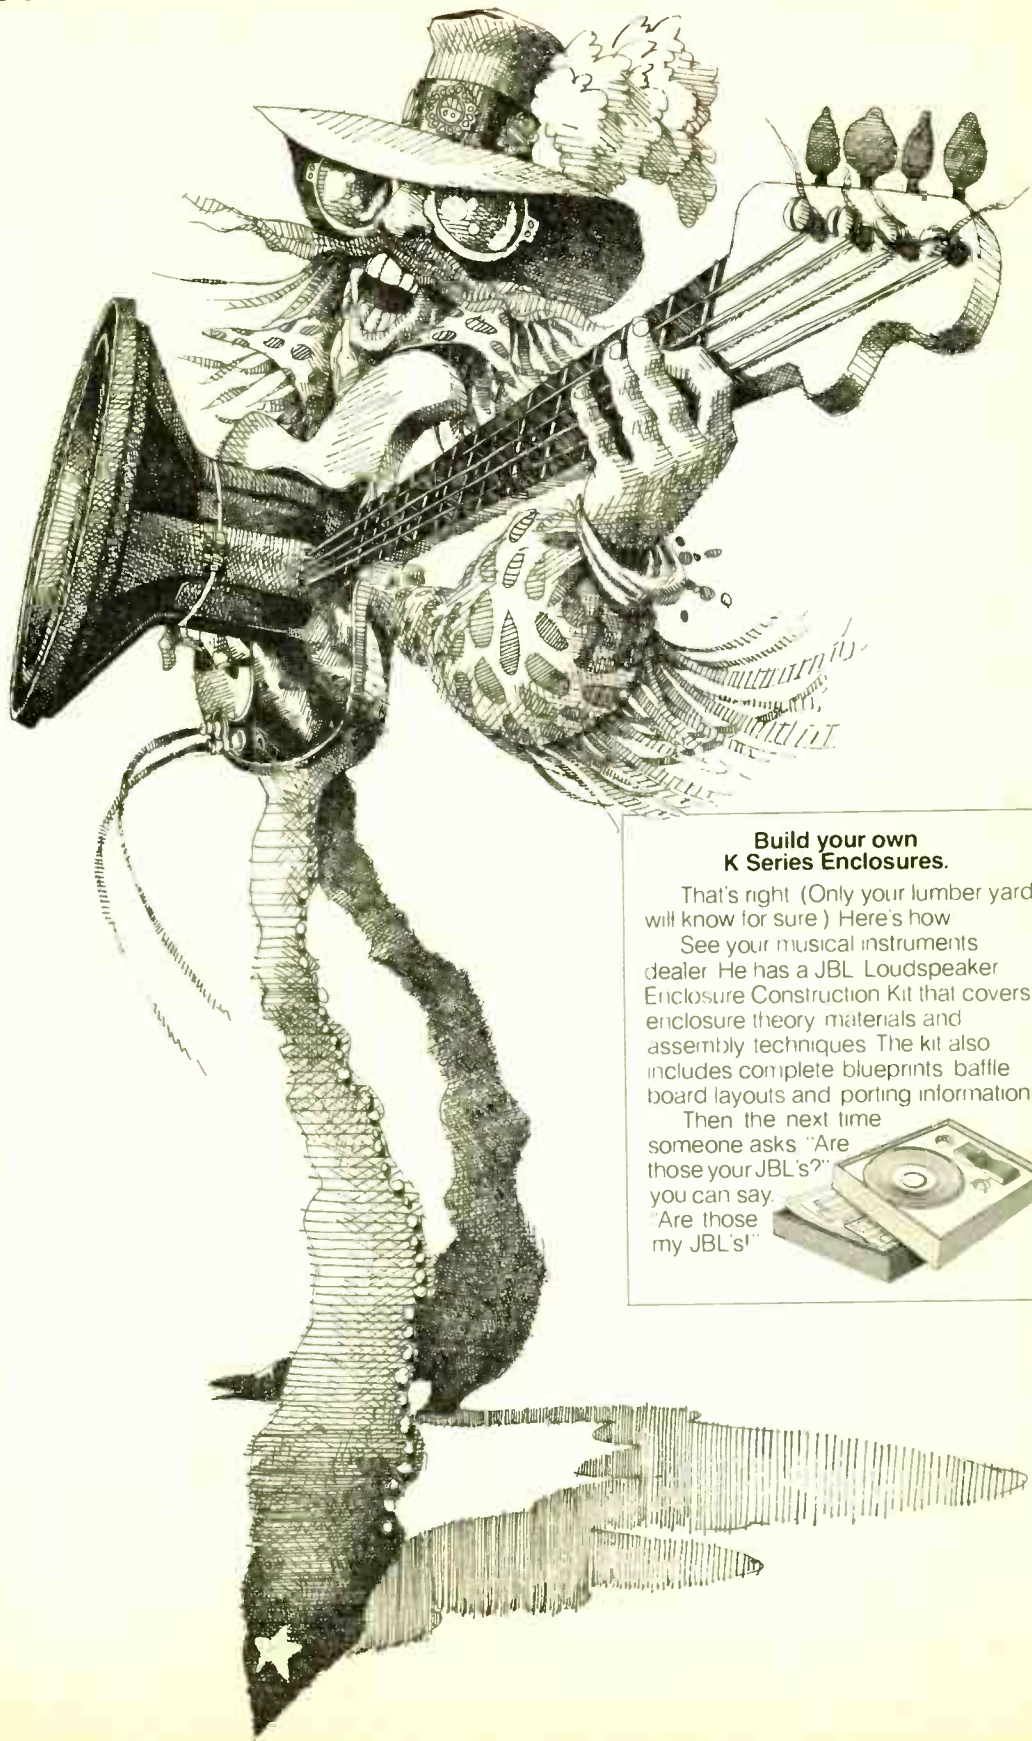 Build your own
K Series Enclosures.
That's right (Only your lumber yard
will know for sure) Here's how
See your musical instruments
dealer He has a JBL Loudspeaker
Enclosure Construction Kit that covers
enclosure theory materials and
assembly techniques The kit also
includes complete blueprints baffle
board layouts and porting information
Then the next time
someone asks "Are
those your JBL's?"
you can say,
"Are those
my JBL's!"